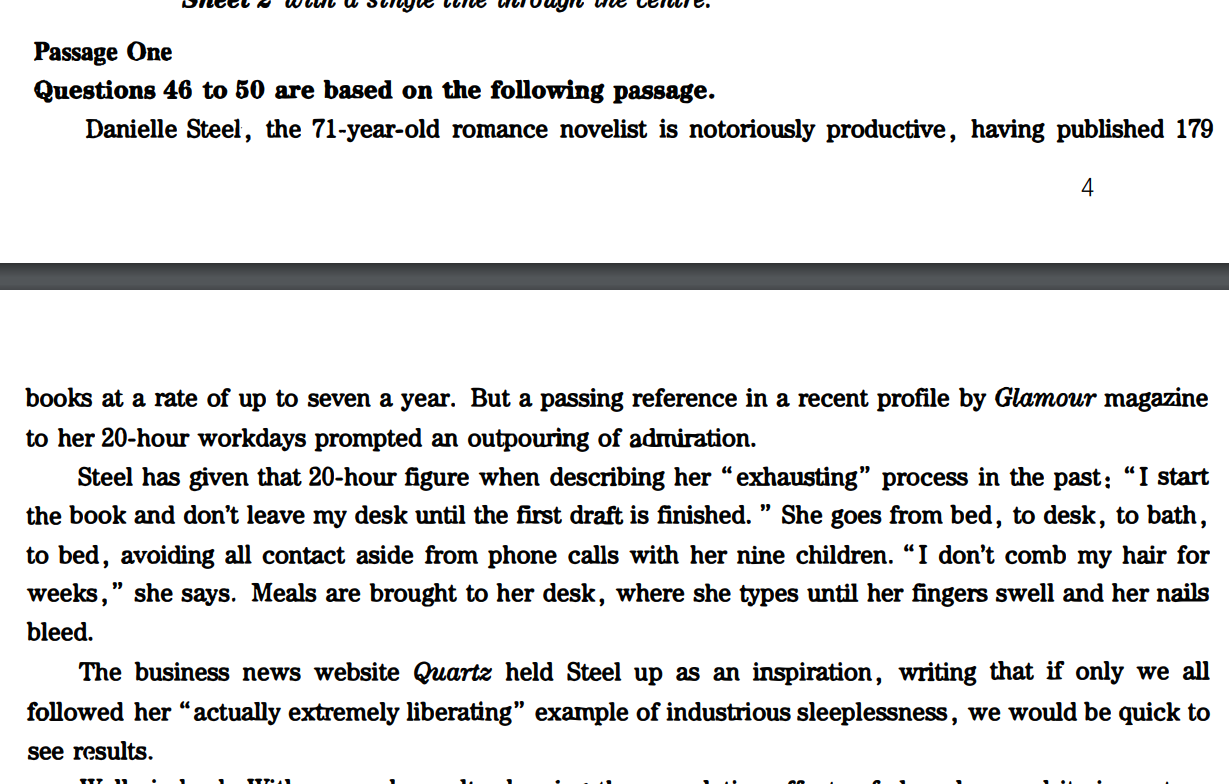 Sheet 2 with a single line through the centre.
Passage One
Questions 46 to 50 are based on the following passage.
Danielle Steel, the 71-year-old romance novelist is notoriously productive, having published 179
4
books at a rate of up to seven a year. But a passing reference in a recent profile by Glamour magazine
to her 20-hour workdays prompted an outpouring of admiration.
Steel has given that 20-hour figure when describing her “exhausting” process in the past: “I start
the book and don't leave my desk until the first draft is finished. ” She goes from bed, to desk, to bath,
to bed, avoiding all contact aside from phone calls with her nine children. “I don't comb my hair for
weeks,” she says. Meals are brought to her desk, where she types until her fingers swell and her nails
bleed.
The business news website Quartz held Steel up as an inspiration, writing that if only we all
followed her “actually extremely liberating” example of industrious sleeplessness, we would be quick to
see results.